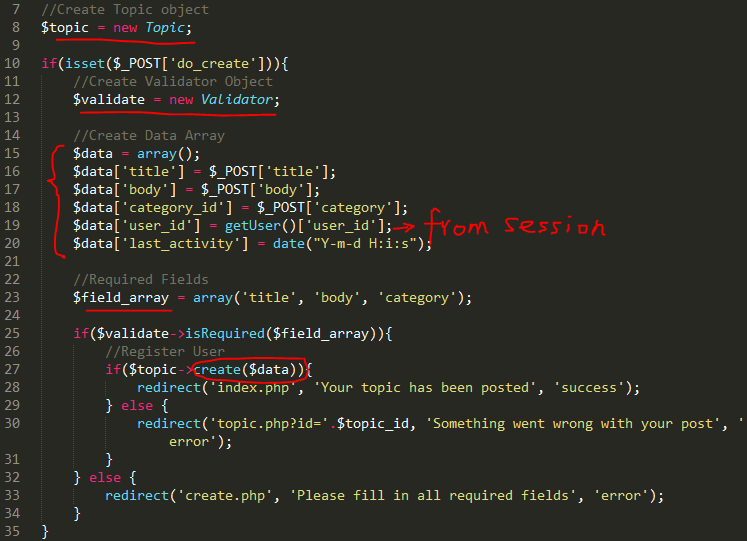 7 //Create Topic object
8 $topic = new Topic;
9
10 if(isset($_POST['do_create'])){
11 //Create Validator Object
12 $validate = new Validator;
13
14 //Create Data Array
15 $data = array();
16 $data['title'] = $_POST['title'];
17 $data['body'] = $_POST['body'];
18 $data['category_id'] = $_POST['category'];
19 $data['user_id'] = getUser()['user_id']; from session
20 $data['last_activity'] = date("Y-m-d H:i:s");
21
22 //Required Fields
23 $field_array = array('title', 'body', 'category');
24
25 if($validate->isRequired($field_array)){
26 //Register User
27 if($topic->create($data)){
28 redirect('index.php', 'Your topic has been posted', 'success');
29 } else {
30 redirect('topic.php?id='.$topic_id, 'Something went wrong with your post', '
error');
31 }
32 } else {
33 redirect('create.php', 'Please fill in all required fields', 'error');
34 }
35 }